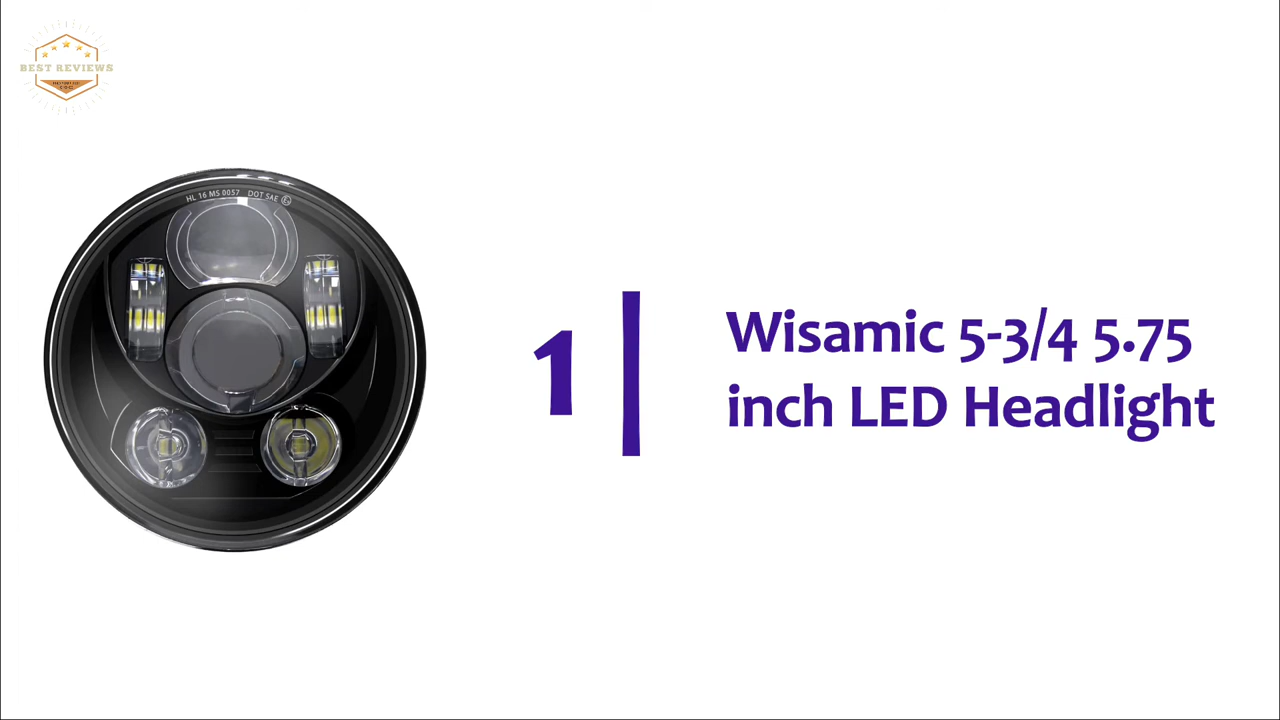 BEST REVIEWS
HL 16 MS 0057 DOT SAE
1
Wisamic 5-3/4 5.75
inch LED Headlight